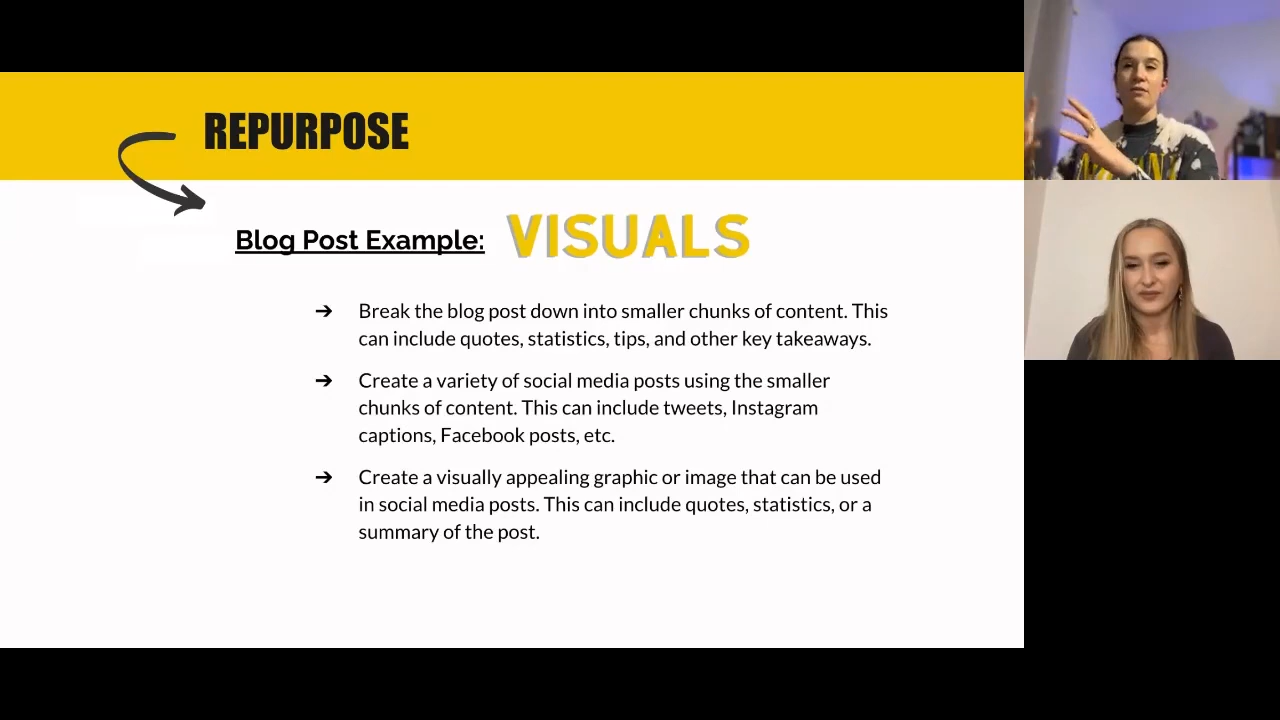 REPURPOSE
Blog Post Example: VISUALS
➔ Break the blog post down into smaller chunks of content. This
can include quotes, statistics, tips, and other key takeaways.
➔ Create a variety of social media posts using the smaller
chunks of content. This can include tweets, Instagram
captions, Facebook posts, etc.
➔ Create a visually appealing graphic or image that can be used
in social media posts. This can include quotes, statistics, or a
summary of the post.